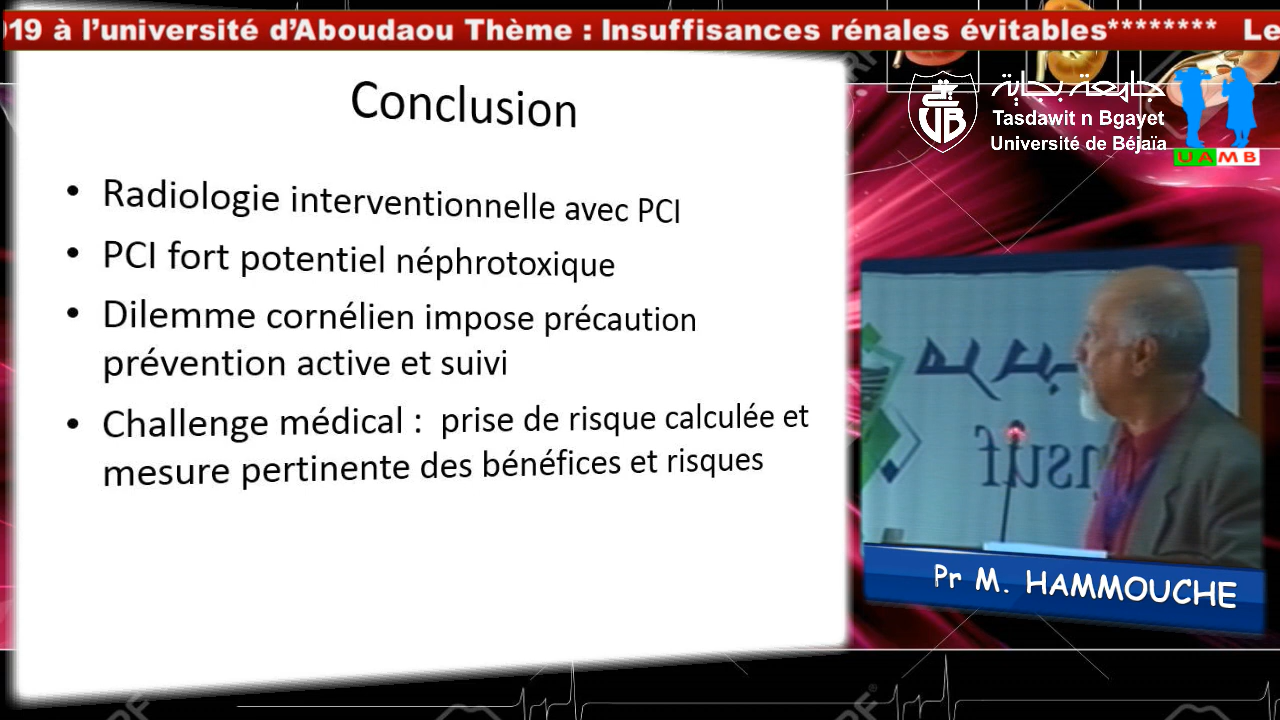 019 à l’université d’Aboudaou Thème : Insuffisances rénales évitables******** Le
Conclusion
• Radiologie interventionnelle avec PCI
• PCI fort potentiel néphrotoxique
• Dilemme cornélien impose précaution
prévention active et suivi
• Challenge médical : prise de risque calculée et
mesure pertinente des bénéfices et risques
جامعة بجاية
Tasdawit n Bgayet
Université de Béjaïa
UAMB
Pr M. HAMMOUCHE